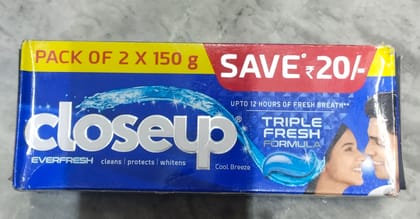 PACK OF 2 X 150 g
SAVE* ₹20/-
UPTO 12 HOURS OF FRESH BREATH**
closeup®
TRIPLE
FRESH
FORMULA
EVERFRESH
cleans | protects | whitens
Cool Breeze